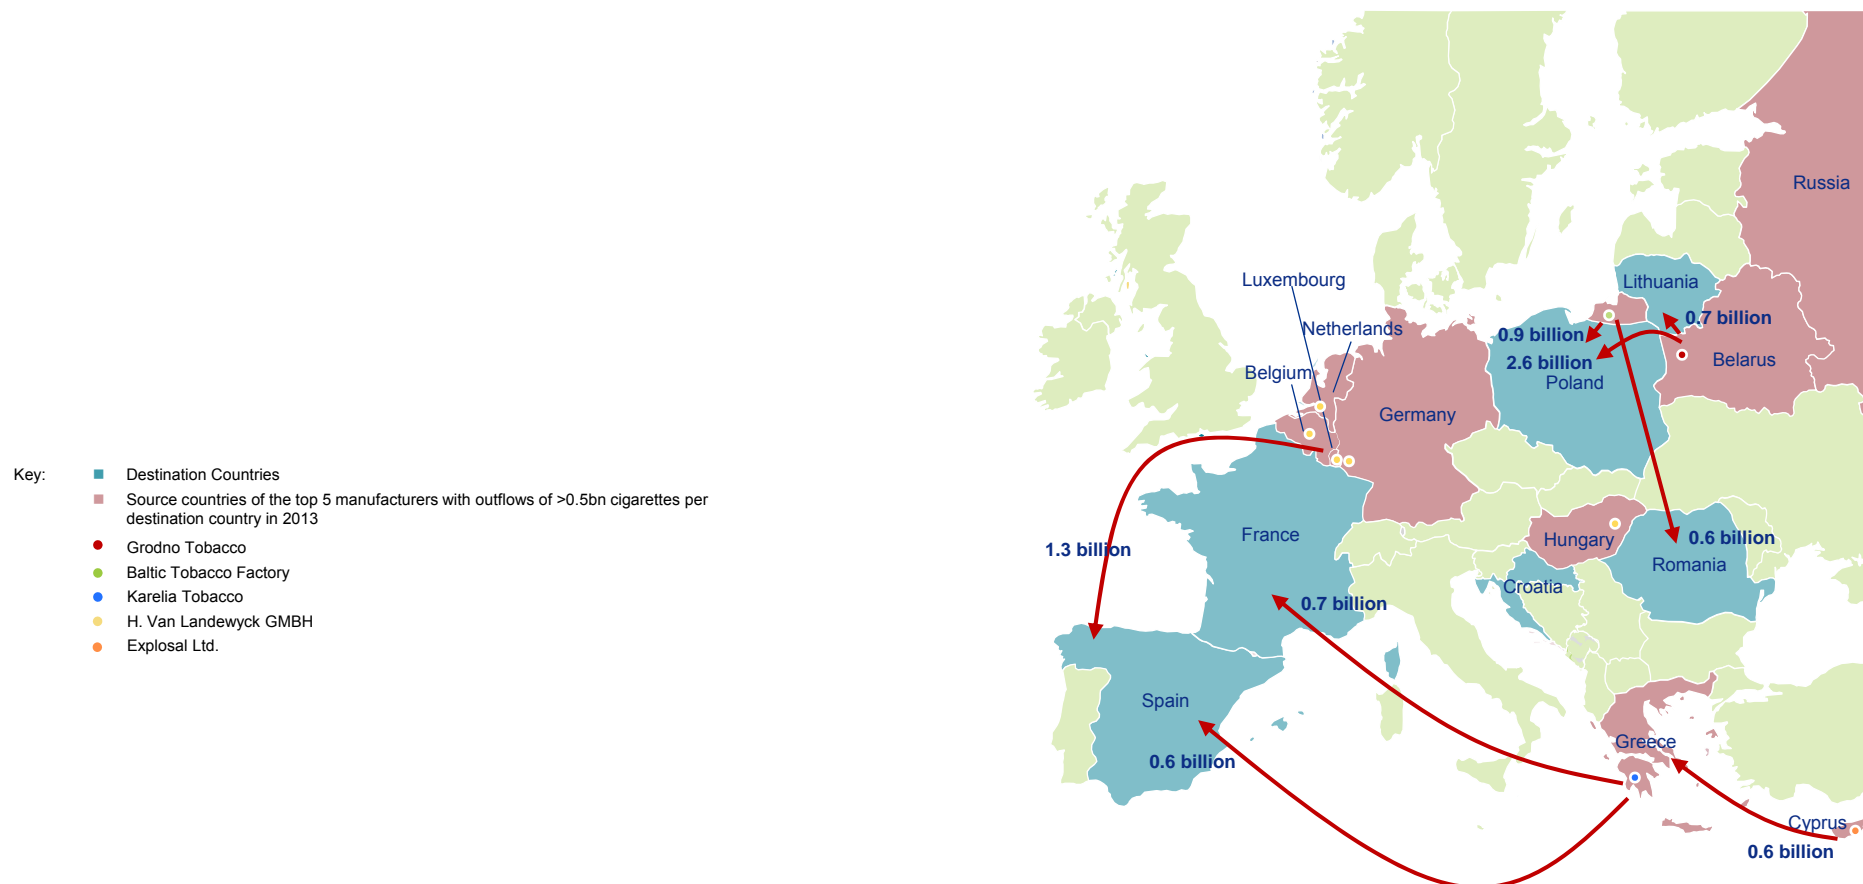 Russia
Luxembourg
Lithuania
Netherlands
0.7 billion
0.9 billion
2.6 billion
Belarus
Belgium
Poland
Germany
Key:
Destination Countries
Source countries of the top 5 manufacturers with outflows of >0.5bn cigarettes per
destination country in 2013
Grodno Tobacco
Baltic Tobacco Factory
Karelia Tobacco
H. Van Landewyck GMBH
Explosal Ltd.
France
1.3 billion
Hungary
0.6 billion
Romania
Croatia
0.7 billion
Spain
0.6 billion
Greece
Cyprus
0.6 billion